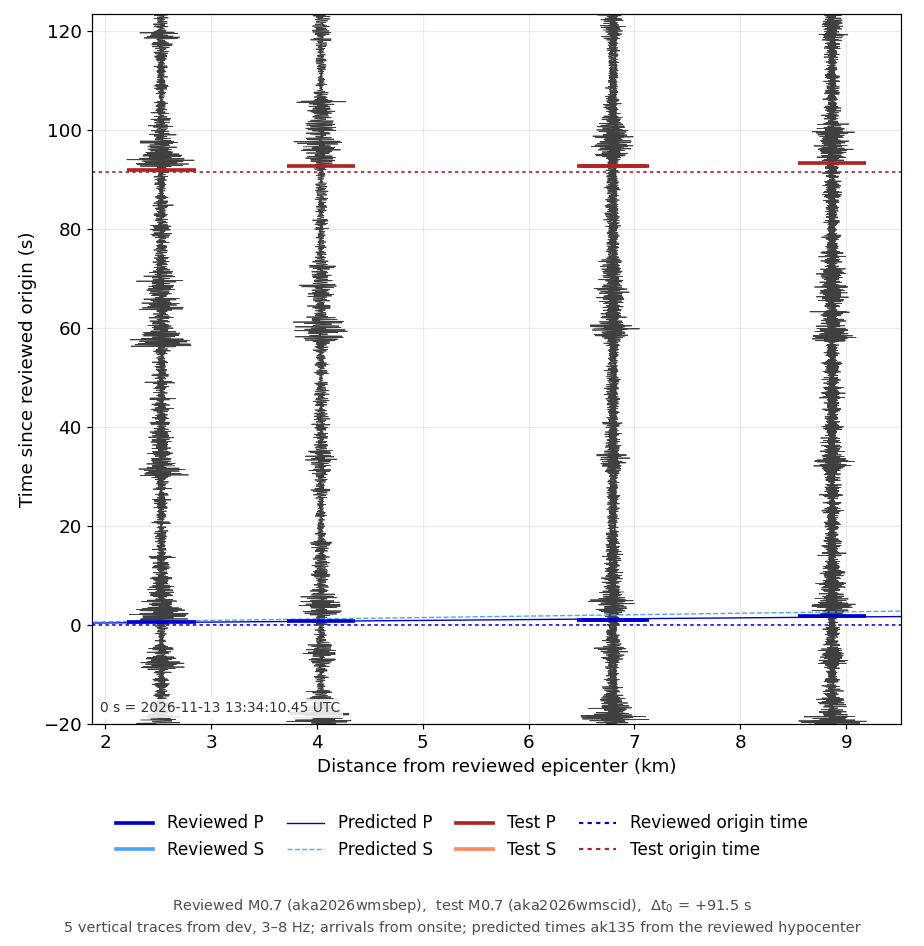 120
100
80
60
40
20
0
−20
Time since reviewed origin (s)
0 s = 2026-11-13 13:34:10.45 UTC
2 3 4 5 6 7 8 9
Distance from reviewed epicenter (km)
Reviewed P Predicted P Test P Reviewed origin time
Reviewed S Predicted S Test S Test origin time
Reviewed M0.7 (aka2026wmsbep), test M0.7 (aka2026wmscid), Δt₀ = +91.5 s
5 vertical traces from dev, 3–8 Hz; arrivals from onsite; predicted times ak135 from the reviewed hypocenter